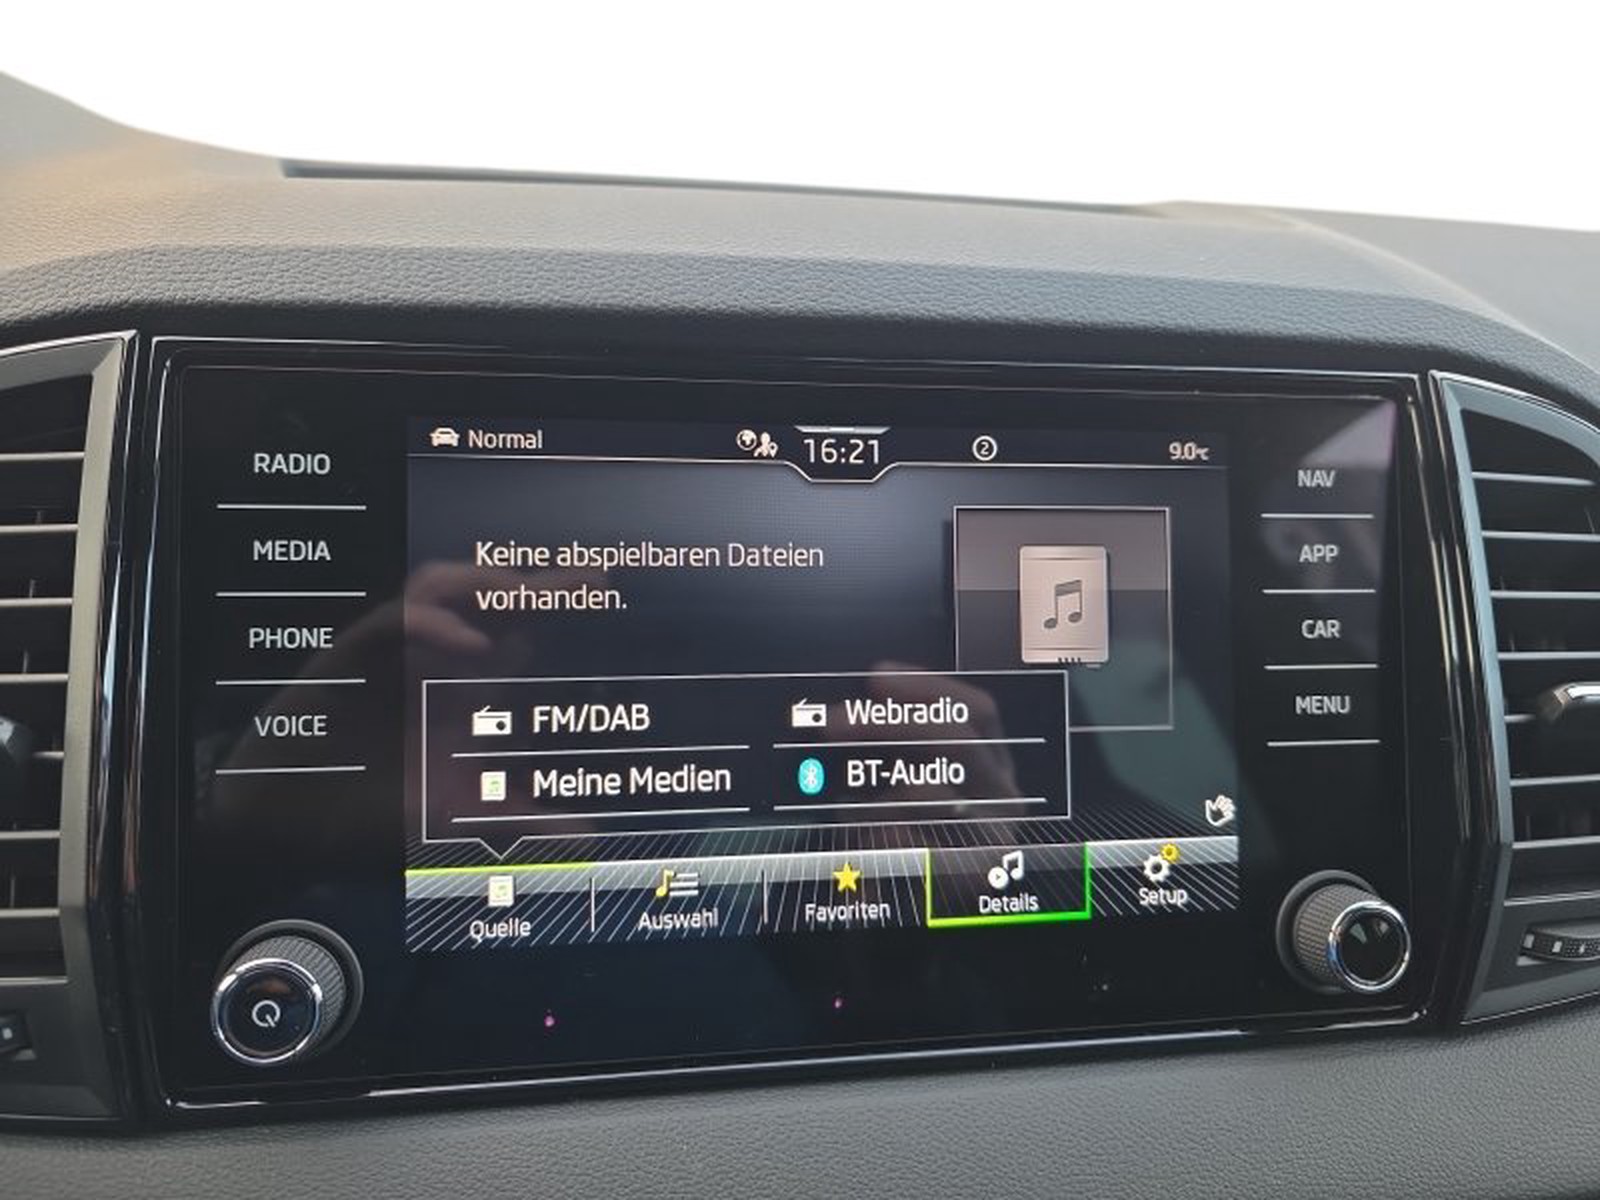 RADIO
MEDIA
PHONE
VOICE
Normal
16:21
2
9.0°C
Keine abspielbaren Dateien
vorhanden.
FM/DAB
Webradio
Meine Medien
BT-Audio
Quelle
Auswahl
Favoriten
Details
Setup
NAV
APP
CAR
MENU